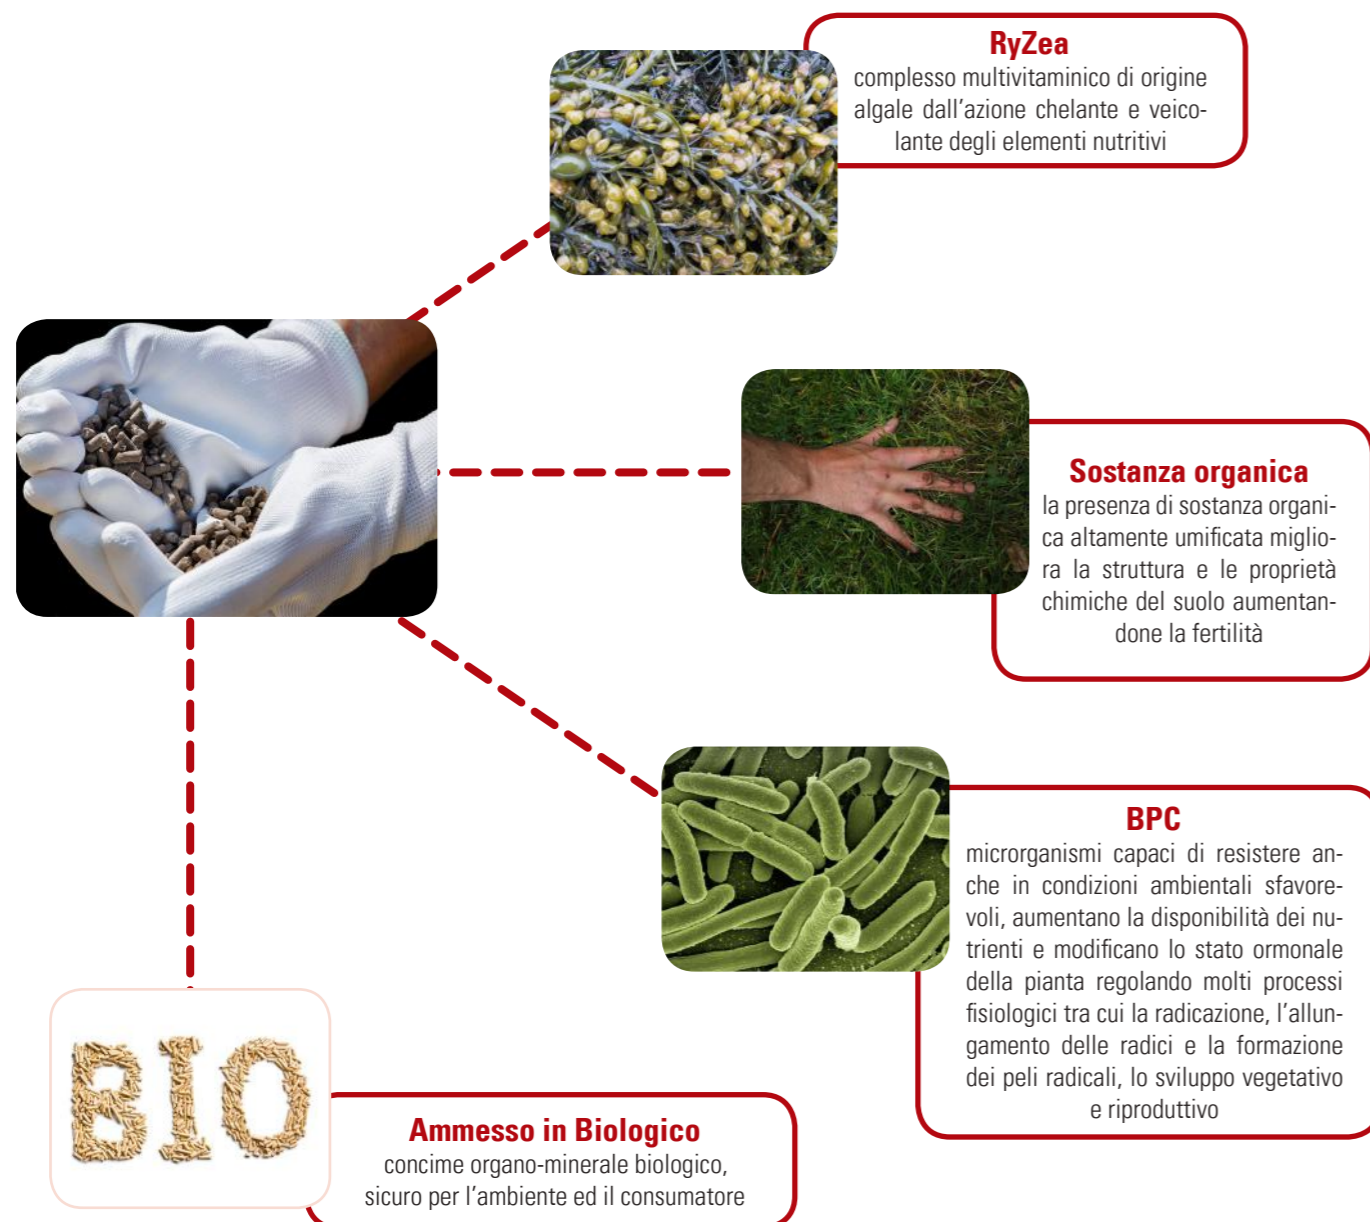 RyZea
complesso multivitaminico di origine
algale dall'azione chelante e veico-
lante degli elementi nutritivi
Sostanza organica
la presenza di sostanza organi-
ca altamente umificata miglio-
ra la struttura e le proprietà
chimiche del suolo aumentan-
done la fertilità
BPC
microrganismi capaci di resistere an-
che in condizioni ambientali sfavore-
voli, aumentano la disponibilità dei nu-
trienti e modificano lo stato ormonale
della pianta regolando molti processi
fisiologici tra cui la radicazione, l'allun-
gamento delle radici e la formazione
dei peli radicali, lo sviluppo vegetativo
e riproduttivo
BIO
Ammesso in Biologico
concime organo-minerale biologico,
sicuro per l'ambiente ed il consumatore